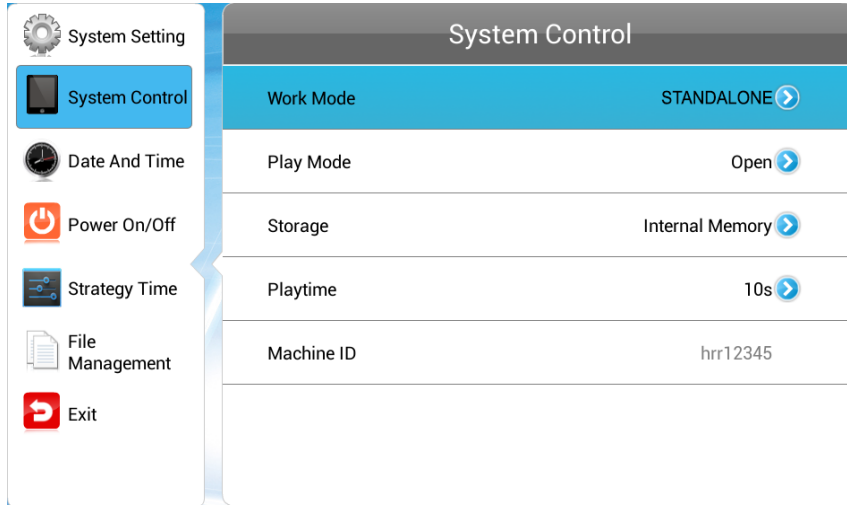 System Setting
System Control
Date And Time
Power On/Off
Strategy Time
File
Management
Exit
System Control
Work Mode STANDALONE
Play Mode Open
Storage Internal Memory
Playtime 10s
Machine ID hrr12345